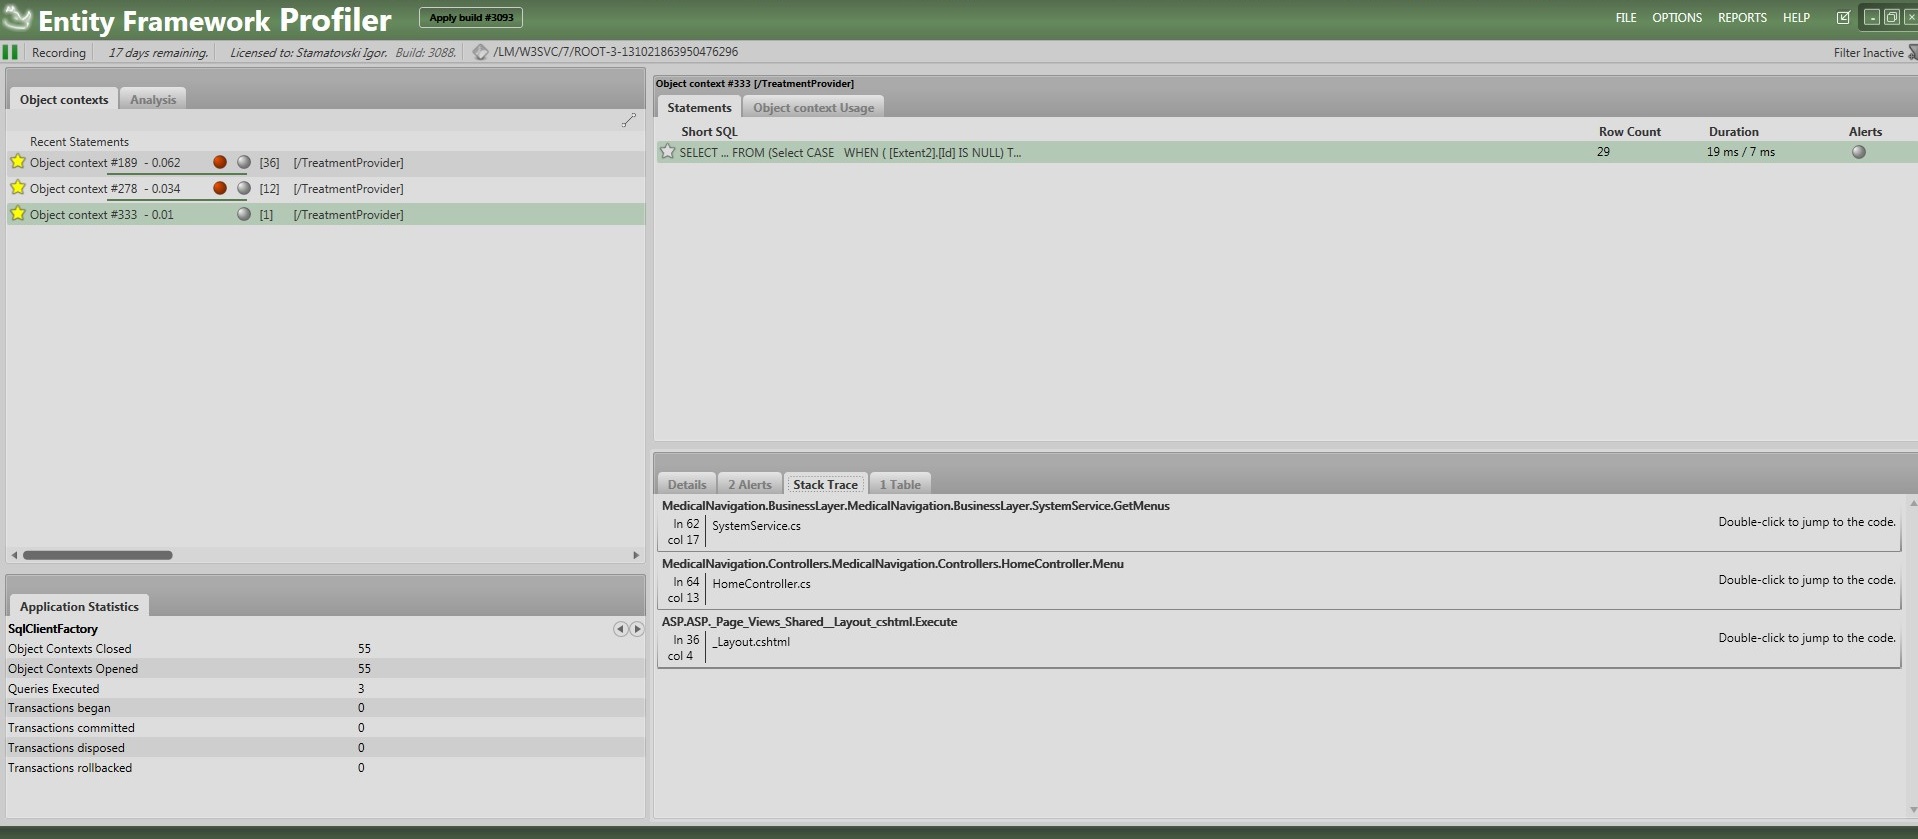 Entity Framework Profiler
Apply build #3093
FILE OPTIONS REPORTS HELP
Recording 17 days remaining. Licensed to: Stamatovski Igor. Build: 3088. /LM/W3SVC/7/ROOT-3-131021863950476296 Filter Inactive
Object contexts Analysis
Recent Statements
Object context #189 - 0.062 [36] [/TreatmentProvider]
Object context #278 - 0.034 [12] [/TreatmentProvider]
Object context #333 - 0.01 [1] [/TreatmentProvider]
Application Statistics
SqlClientFactory
Object Contexts Closed 55
Object Contexts Opened 55
Queries Executed 3
Transactions began 0
Transactions committed 0
Transactions disposed 0
Transactions rollbacked 0
Object context #333 [/TreatmentProvider]
Statements Object context Usage
Short SQL Row Count Duration Alerts
SELECT ... FROM (Select CASE WHEN ( [Extent2].[Id] IS NULL) T... 29 19 ms / 7 ms
Details 2 Alerts Stack Trace 1 Table
MedicalNavigation.BusinessLayer.MedicalNavigation.BusinessLayer.SystemService.GetMenus
ln 62 SystemService.cs Double-click to jump to the code.
col 17
MedicalNavigation.Controllers.MedicalNavigation.Controllers.HomeController.Menu
ln 64 HomeController.cs Double-click to jump to the code.
col 13
ASP.ASP._Page_Views_Shared__Layout_cshtml.Execute
ln 36 _Layout.cshtml Double-click to jump to the code.
col 4